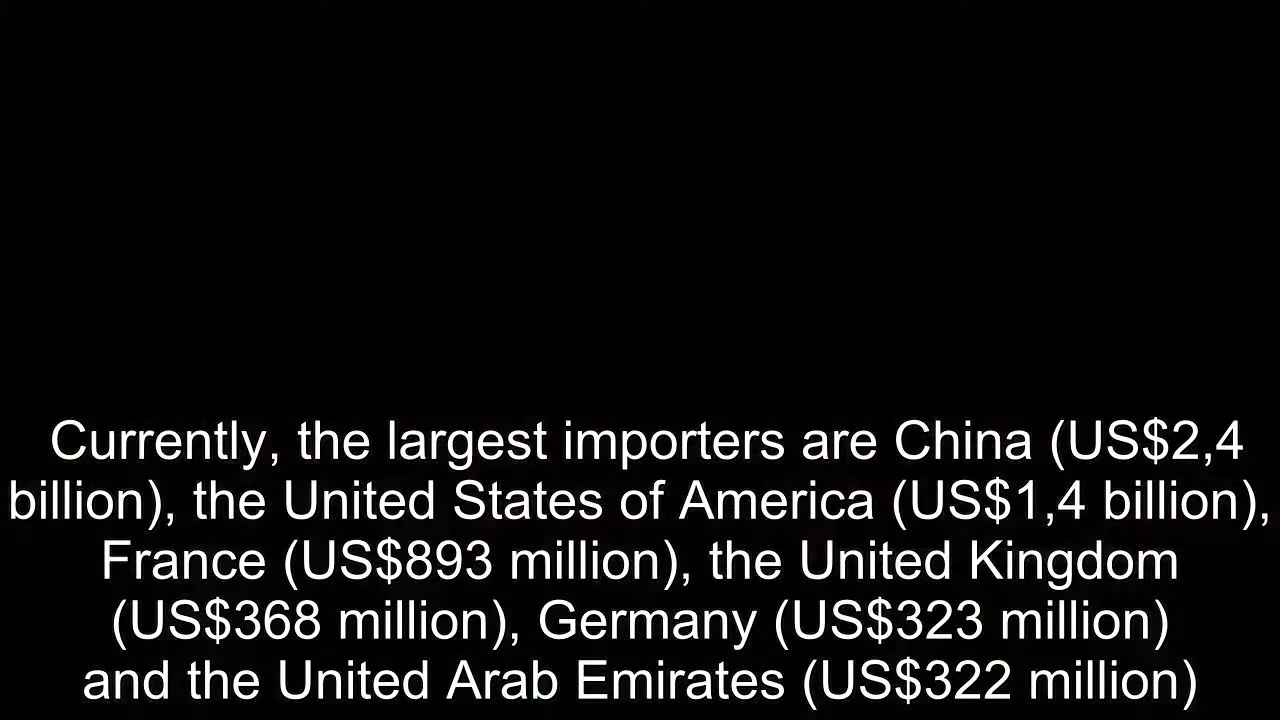 Currently, the largest importers are China (US$2,4
billion), the United States of America (US$1,4 billion),
France (US$893 million), the United Kingdom
(US$368 million), Germany (US$323 million)
and the United Arab Emirates (US$322 million)